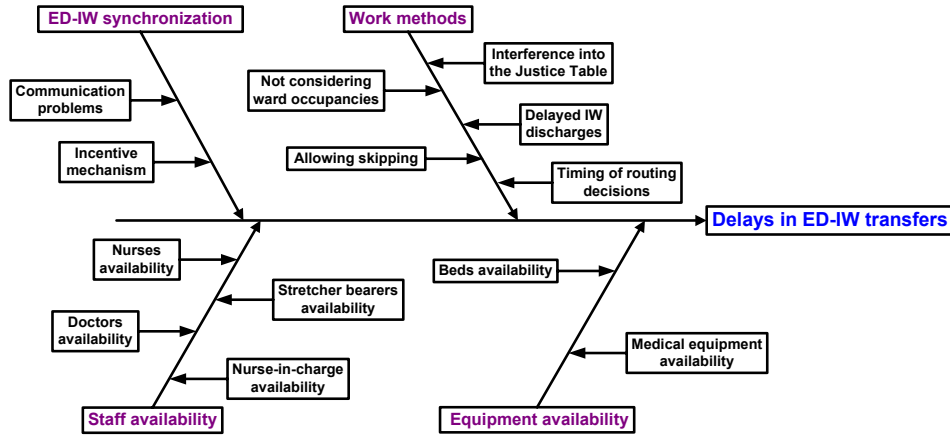 ED-IW synchronization
Work methods
Interference into
the Justice Table
Not considering
ward occupancies
Communication
problems
Delayed IW
discharges
Allowing skipping
Incentive
mechanism
Timing of routing
decisions
Delays in ED-IW transfers
Nurses
availability
Beds availability
Stretcher bearers
availability
Doctors
availability
Medical equipment
availability
Nurse-in-charge
availability
Staff availability
Equipment availability